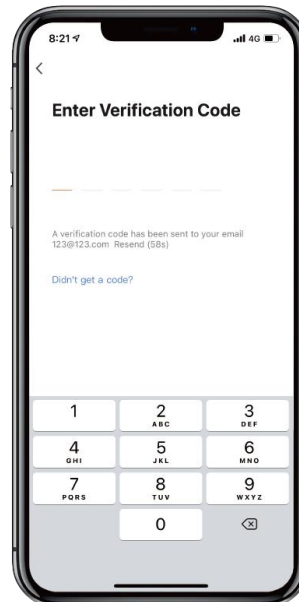 8:21
4G
Enter Verification Code
A verification code has been sent to your email
123@123.com Resend (58s)
Didn't get a code?
1
2
ABC
3
DEF
4
GHI
5
JKL
6
MNO
7
PQRS
8
TUV
9
WXYZ
0